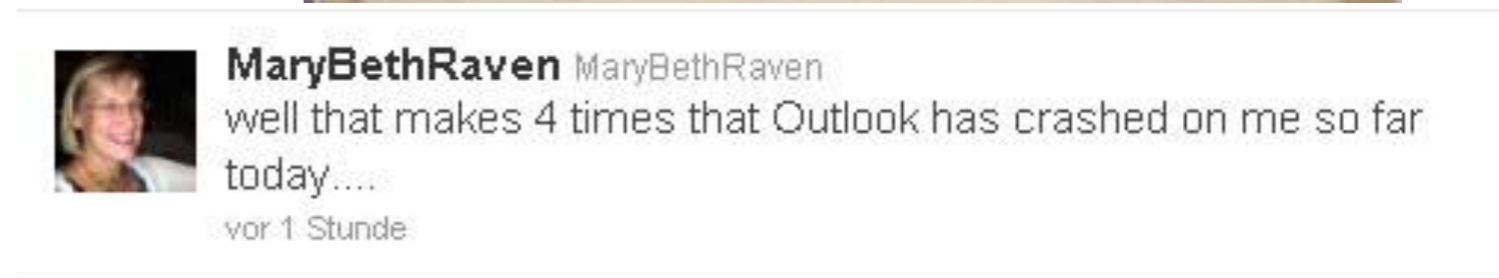 MaryBethRaven MaryBethRaven
well that makes 4 times that Outlook has crashed on me so far
today....
vor 1 Stunde